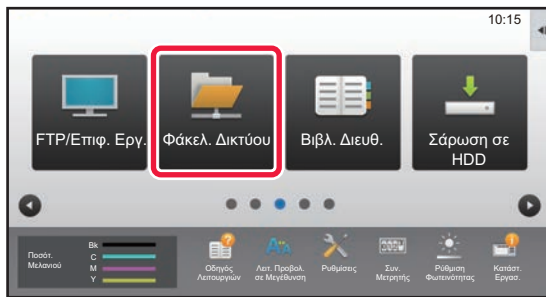 10:15
FTP/Επιφ. Εργ.
Φάκελ. Δικτύου
Βιβλ. Διευθ.
Σάρωση σε
HDD
Ποσότ.
Μελανιού
Bk
C
M
Y
Οδηγός
Λειτουργιών
Λειτ. Προβολ.
σε Μεγέθυνση
Ρυθμίσεις
Συν.
Μετρητής
Ρύθμιση
Φωτεινότητας
Κατάστ.
Εργασ.